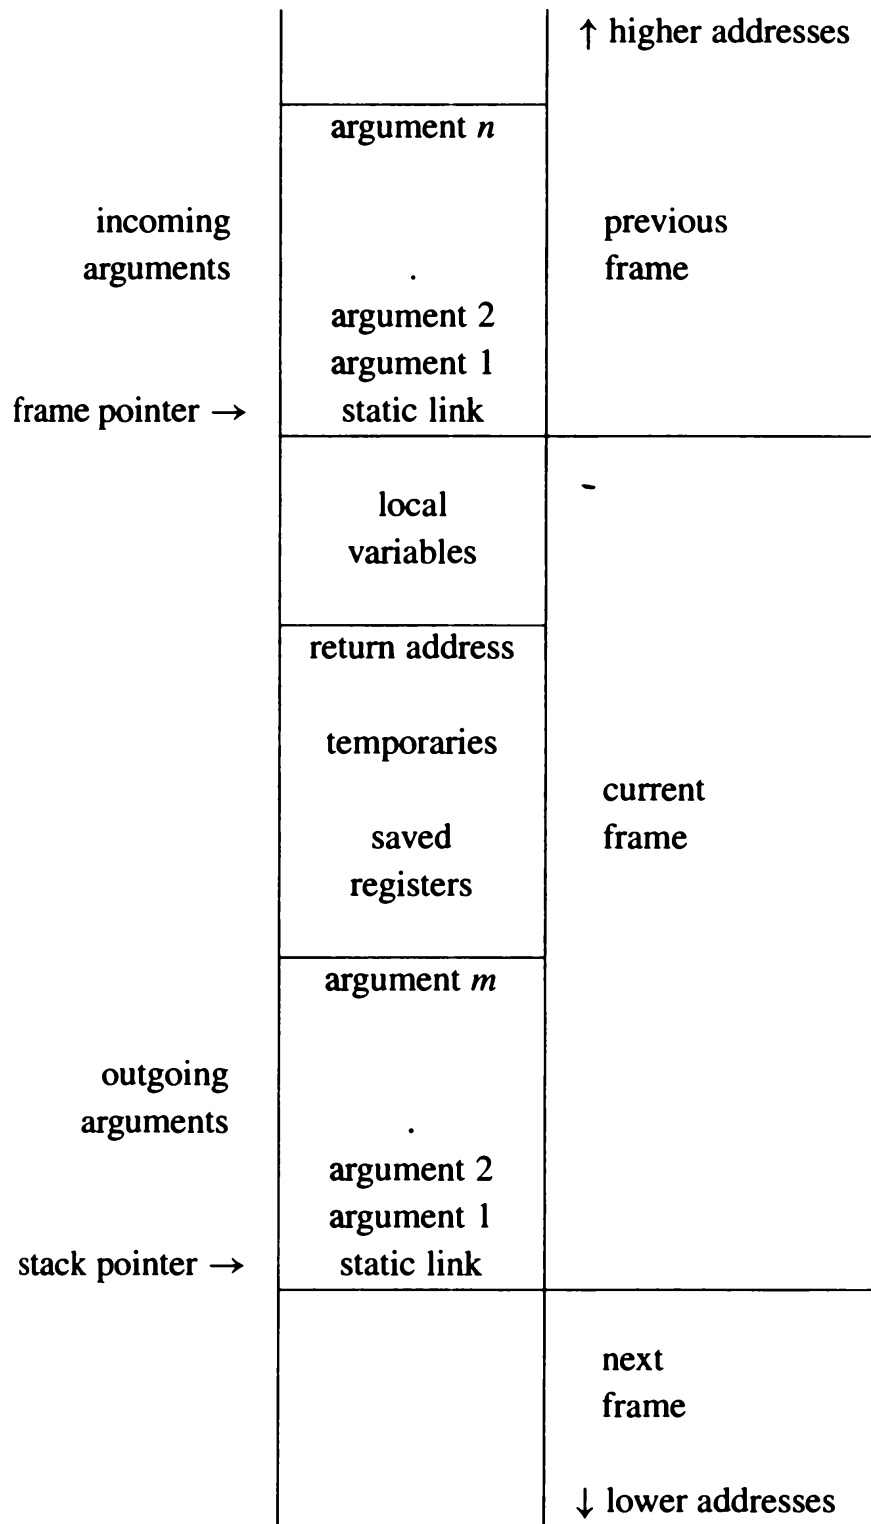 ↑ higher addresses
argument n
incoming
arguments
.
previous
frame
argument 2
argument 1
frame pointer →
static link
local
variables
return address
temporaries
saved
registers
current
frame
argument m
outgoing
arguments
.
argument 2
argument 1
stack pointer →
static link
next
frame
↓ lower addresses